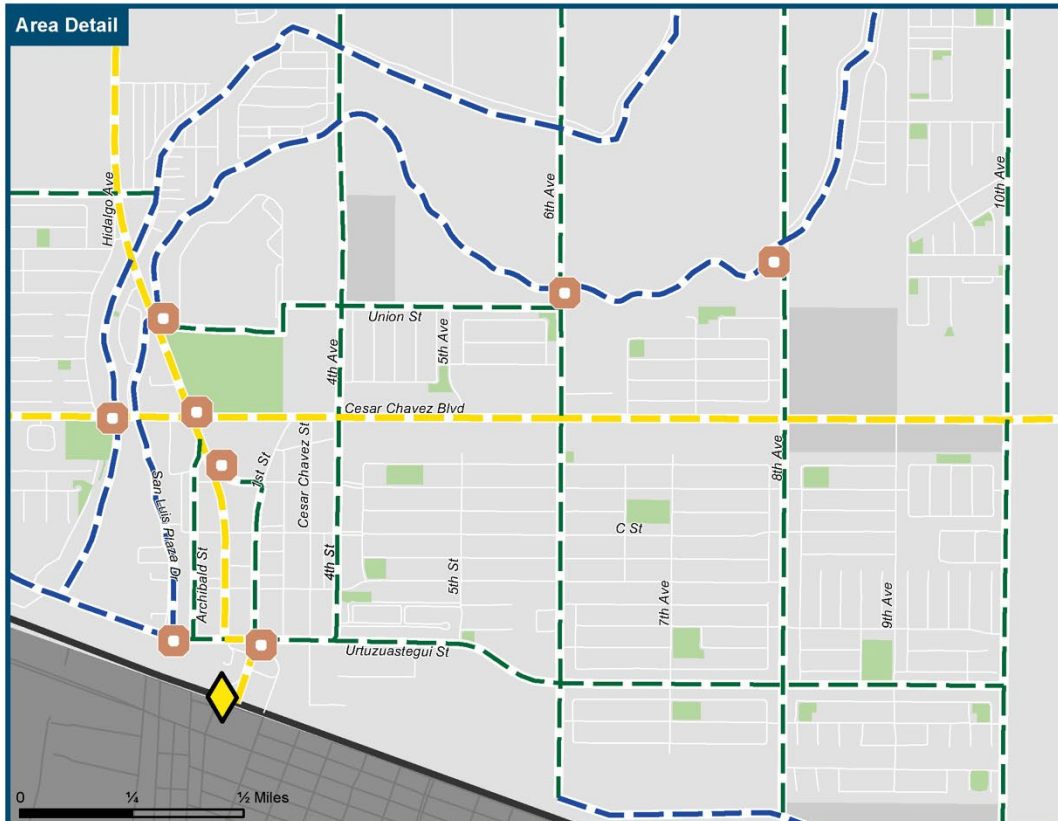 Area Detail
Hidalgo Ave
6th Ave
10th Ave
Union St
4th Ave
5th Ave
Cesar Chavez Blvd
8th Ave
1st St
Cesar Chavez St
San Luis Plaza Dr
C St
Archibald St
4th St
5th St
7th Ave
9th Ave
Urtuzuastegui St
0 ¼ ½ Miles